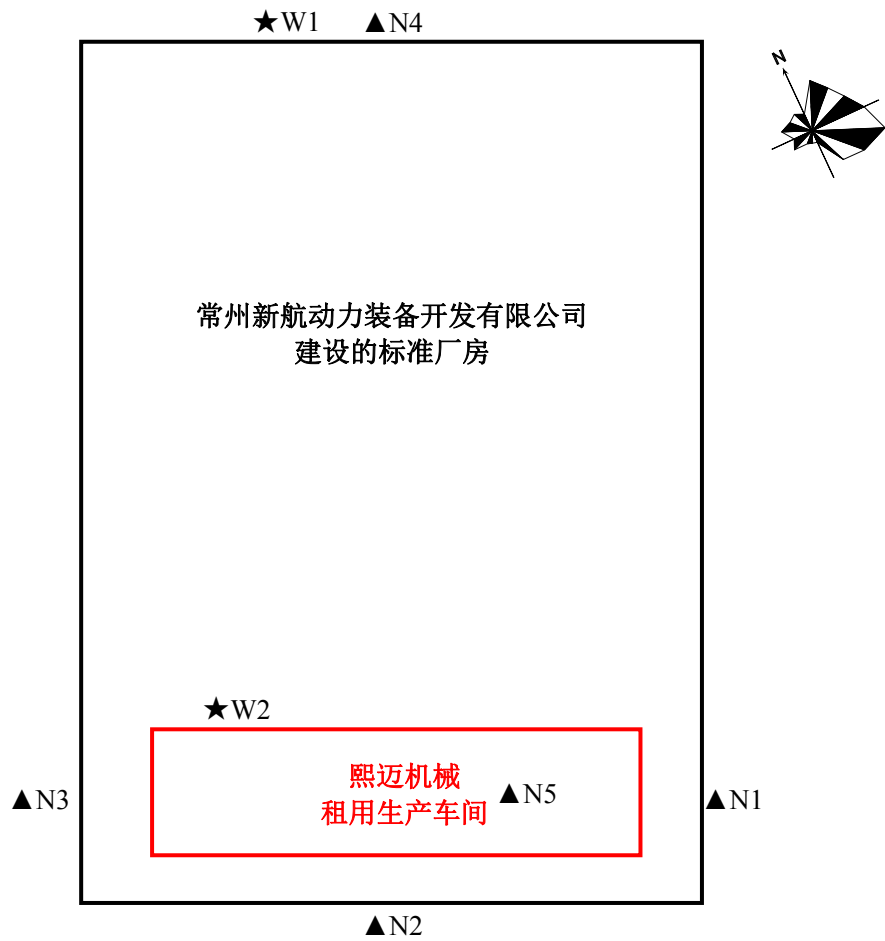 ★W1 ▲N4
N
常州新航动力装备开发有限公司
建设的标准厂房
★W2
熙迈机械
租用生产车间
▲N5
▲N3
▲N1
▲N2